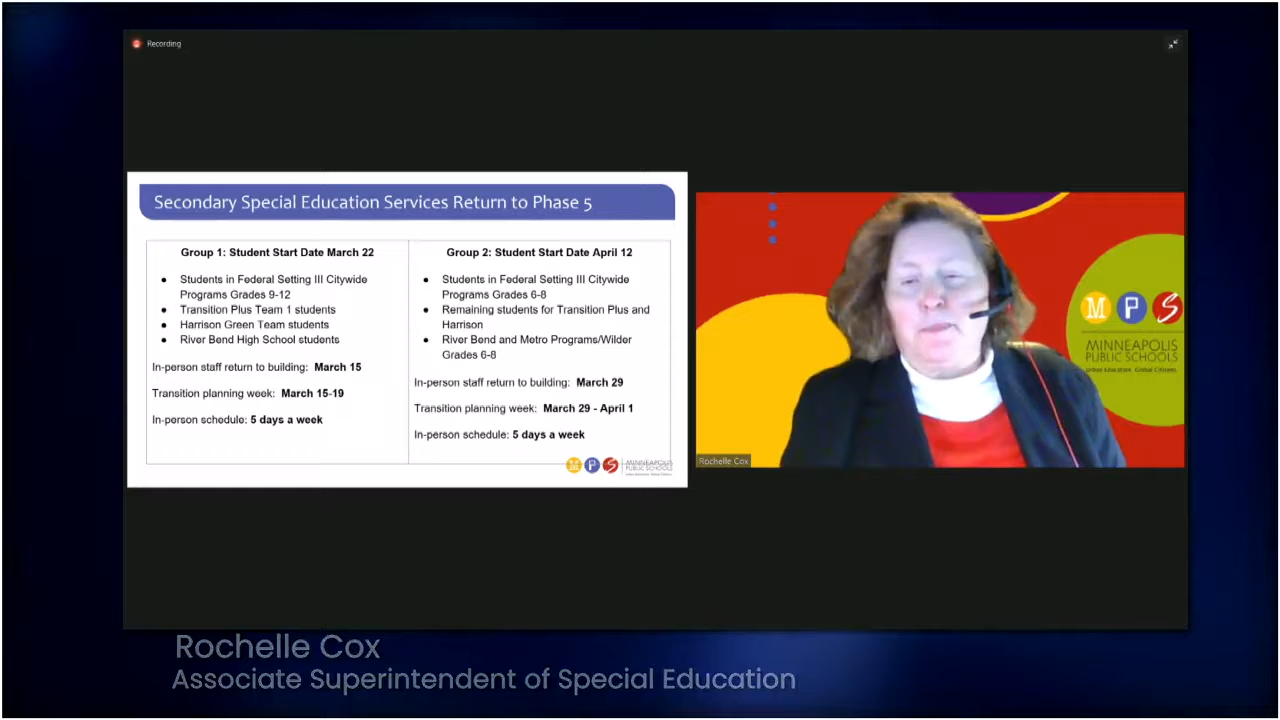 Recording
Secondary Special Education Services Return to Phase 5
Group 1: Student Start Date March 22
● Students in Federal Setting III Citywide
Programs Grades 9-12
● Transition Plus Team 1 students
● Harrison Green Team students
● River Bend High School students
In-person staff return to building: March 15
Transition planning week: March 15-19
In-person schedule: 5 days a week
Group 2: Student Start Date April 12
● Students in Federal Setting III Citywide
Programs Grades 6-8
● Remaining students for Transition Plus and
Harrison
● River Bend and Metro Programs/Wilder
Grades 6-8
In-person staff return to building: March 29
Transition planning week: March 29 - April 1
In-person schedule: 5 days a week
M P S
MINNEAPOLIS
PUBLIC SCHOOLS
M P S
MINNEAPOLIS
PUBLIC SCHOOLS
Urban Education. Global Citizens.
Rochelle Cox
Rochelle Cox
Associate Superintendent of Special Education